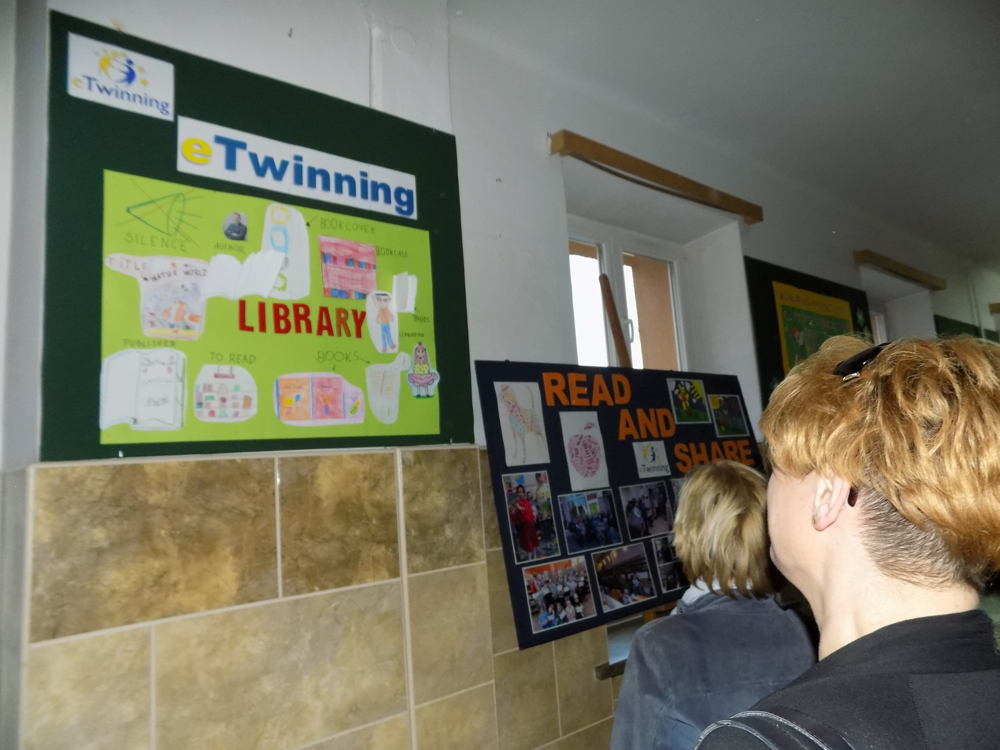 eTwinning
eTwinning
SILENCE
AUTHOR
BOOKCOVER
BOOKCASE
TITLE
WATER WORLD
LIBRARY
PAGES
LIBRARIAN
PUBLISHER
TO READ
BOOKS
READ
AND
SHARE
eTwinning